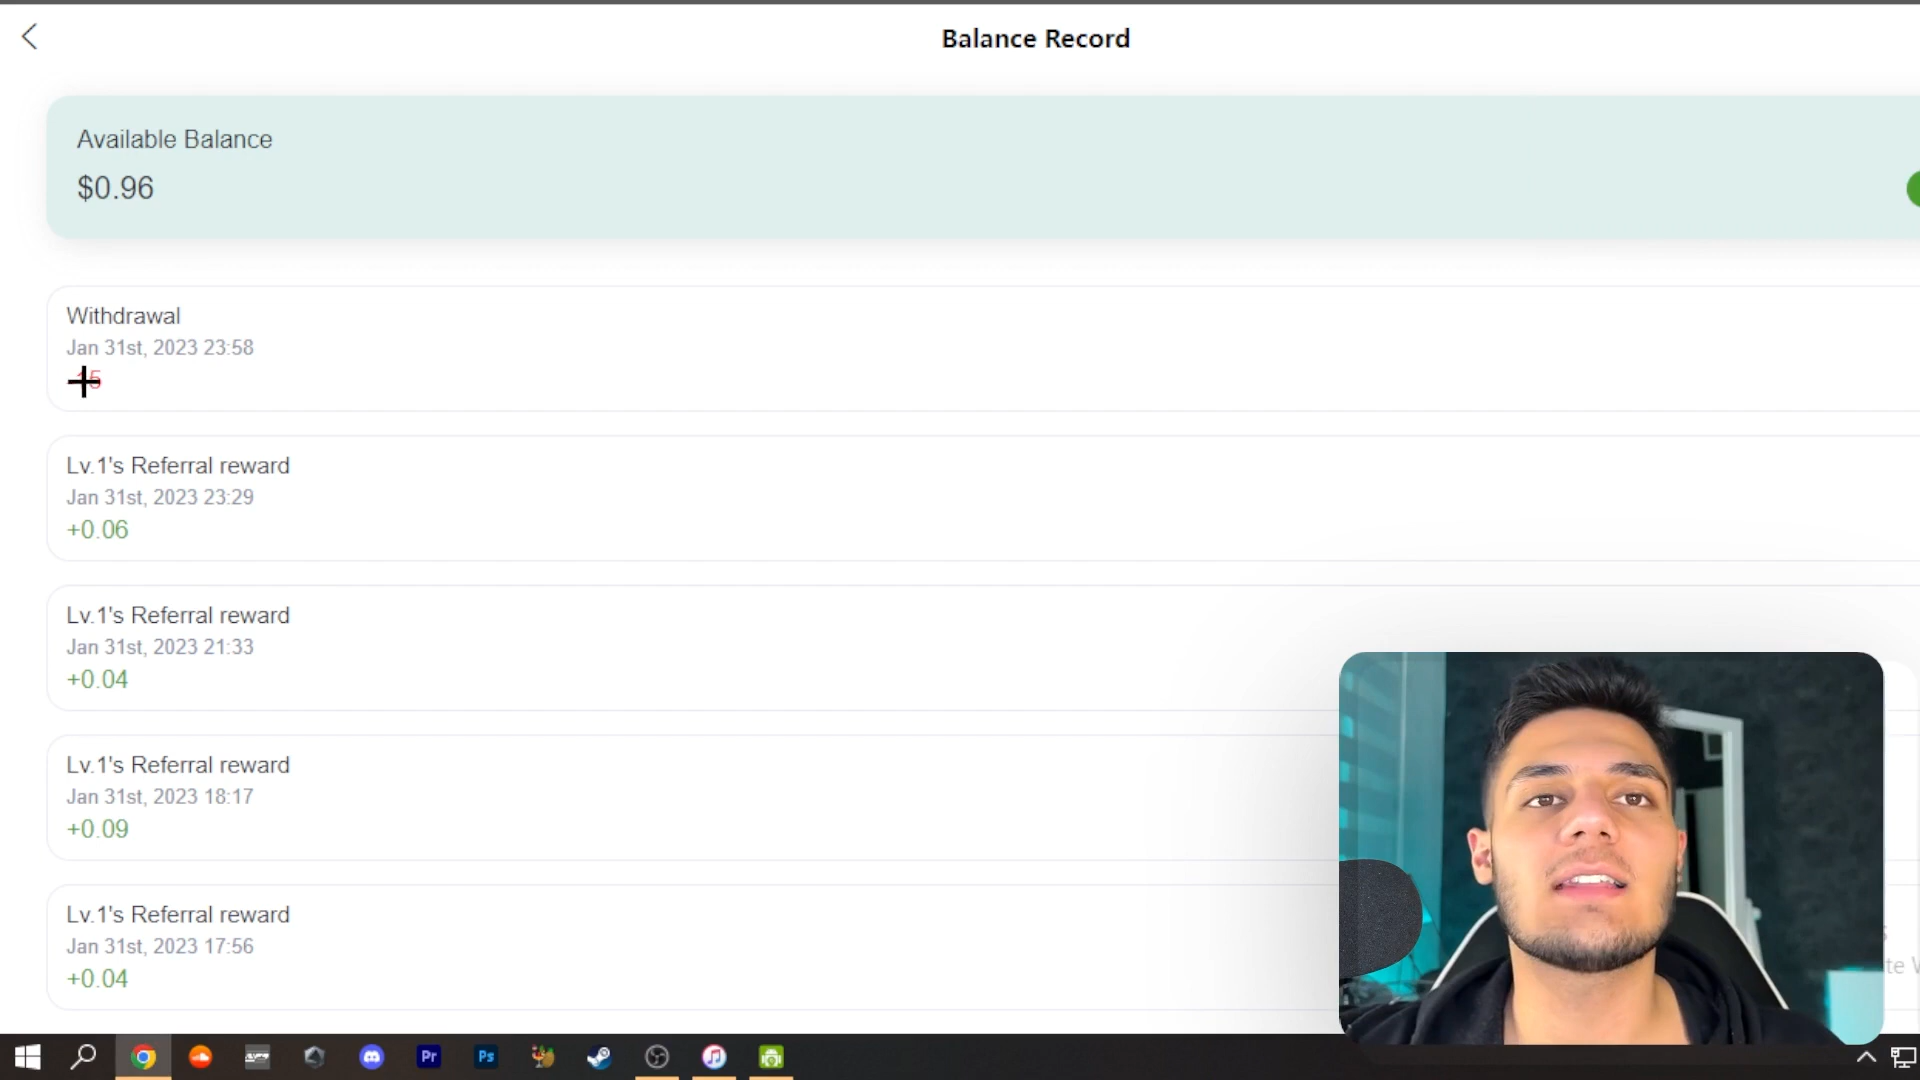 Balance Record
Available Balance
$0.96
Withdrawal
Jan 31st, 2023 23:58
Lv.1's Referral reward
Jan 31st, 2023 23:29
+0.06
Lv.1's Referral reward
Jan 31st, 2023 21:33
+0.04
Lv.1's Referral reward
Jan 31st, 2023 18:17
+0.09
Lv.1's Referral reward
Jan 31st, 2023 17:56
+0.04
Pr
Ps